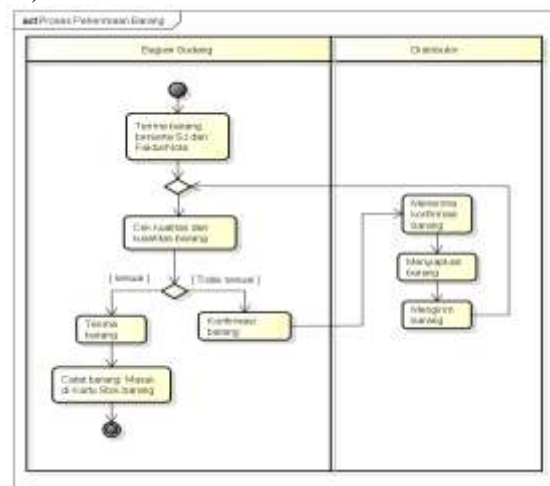 act Proses Penerimaan Barang
Bagian Gudang
Distributor
Terima barang
beserta SJ dan
Faktur/Nota
Cek kualitas dan
kuantitas barang
[ sesuai ]
[ Tidak sesuai ]
Terima
barang
Konfirmasi
barang
Catat barang Masuk
di Kartu Stok barang
Menerima
konfirmasi
barang
Menyiapkan
barang
Mengirim
barang